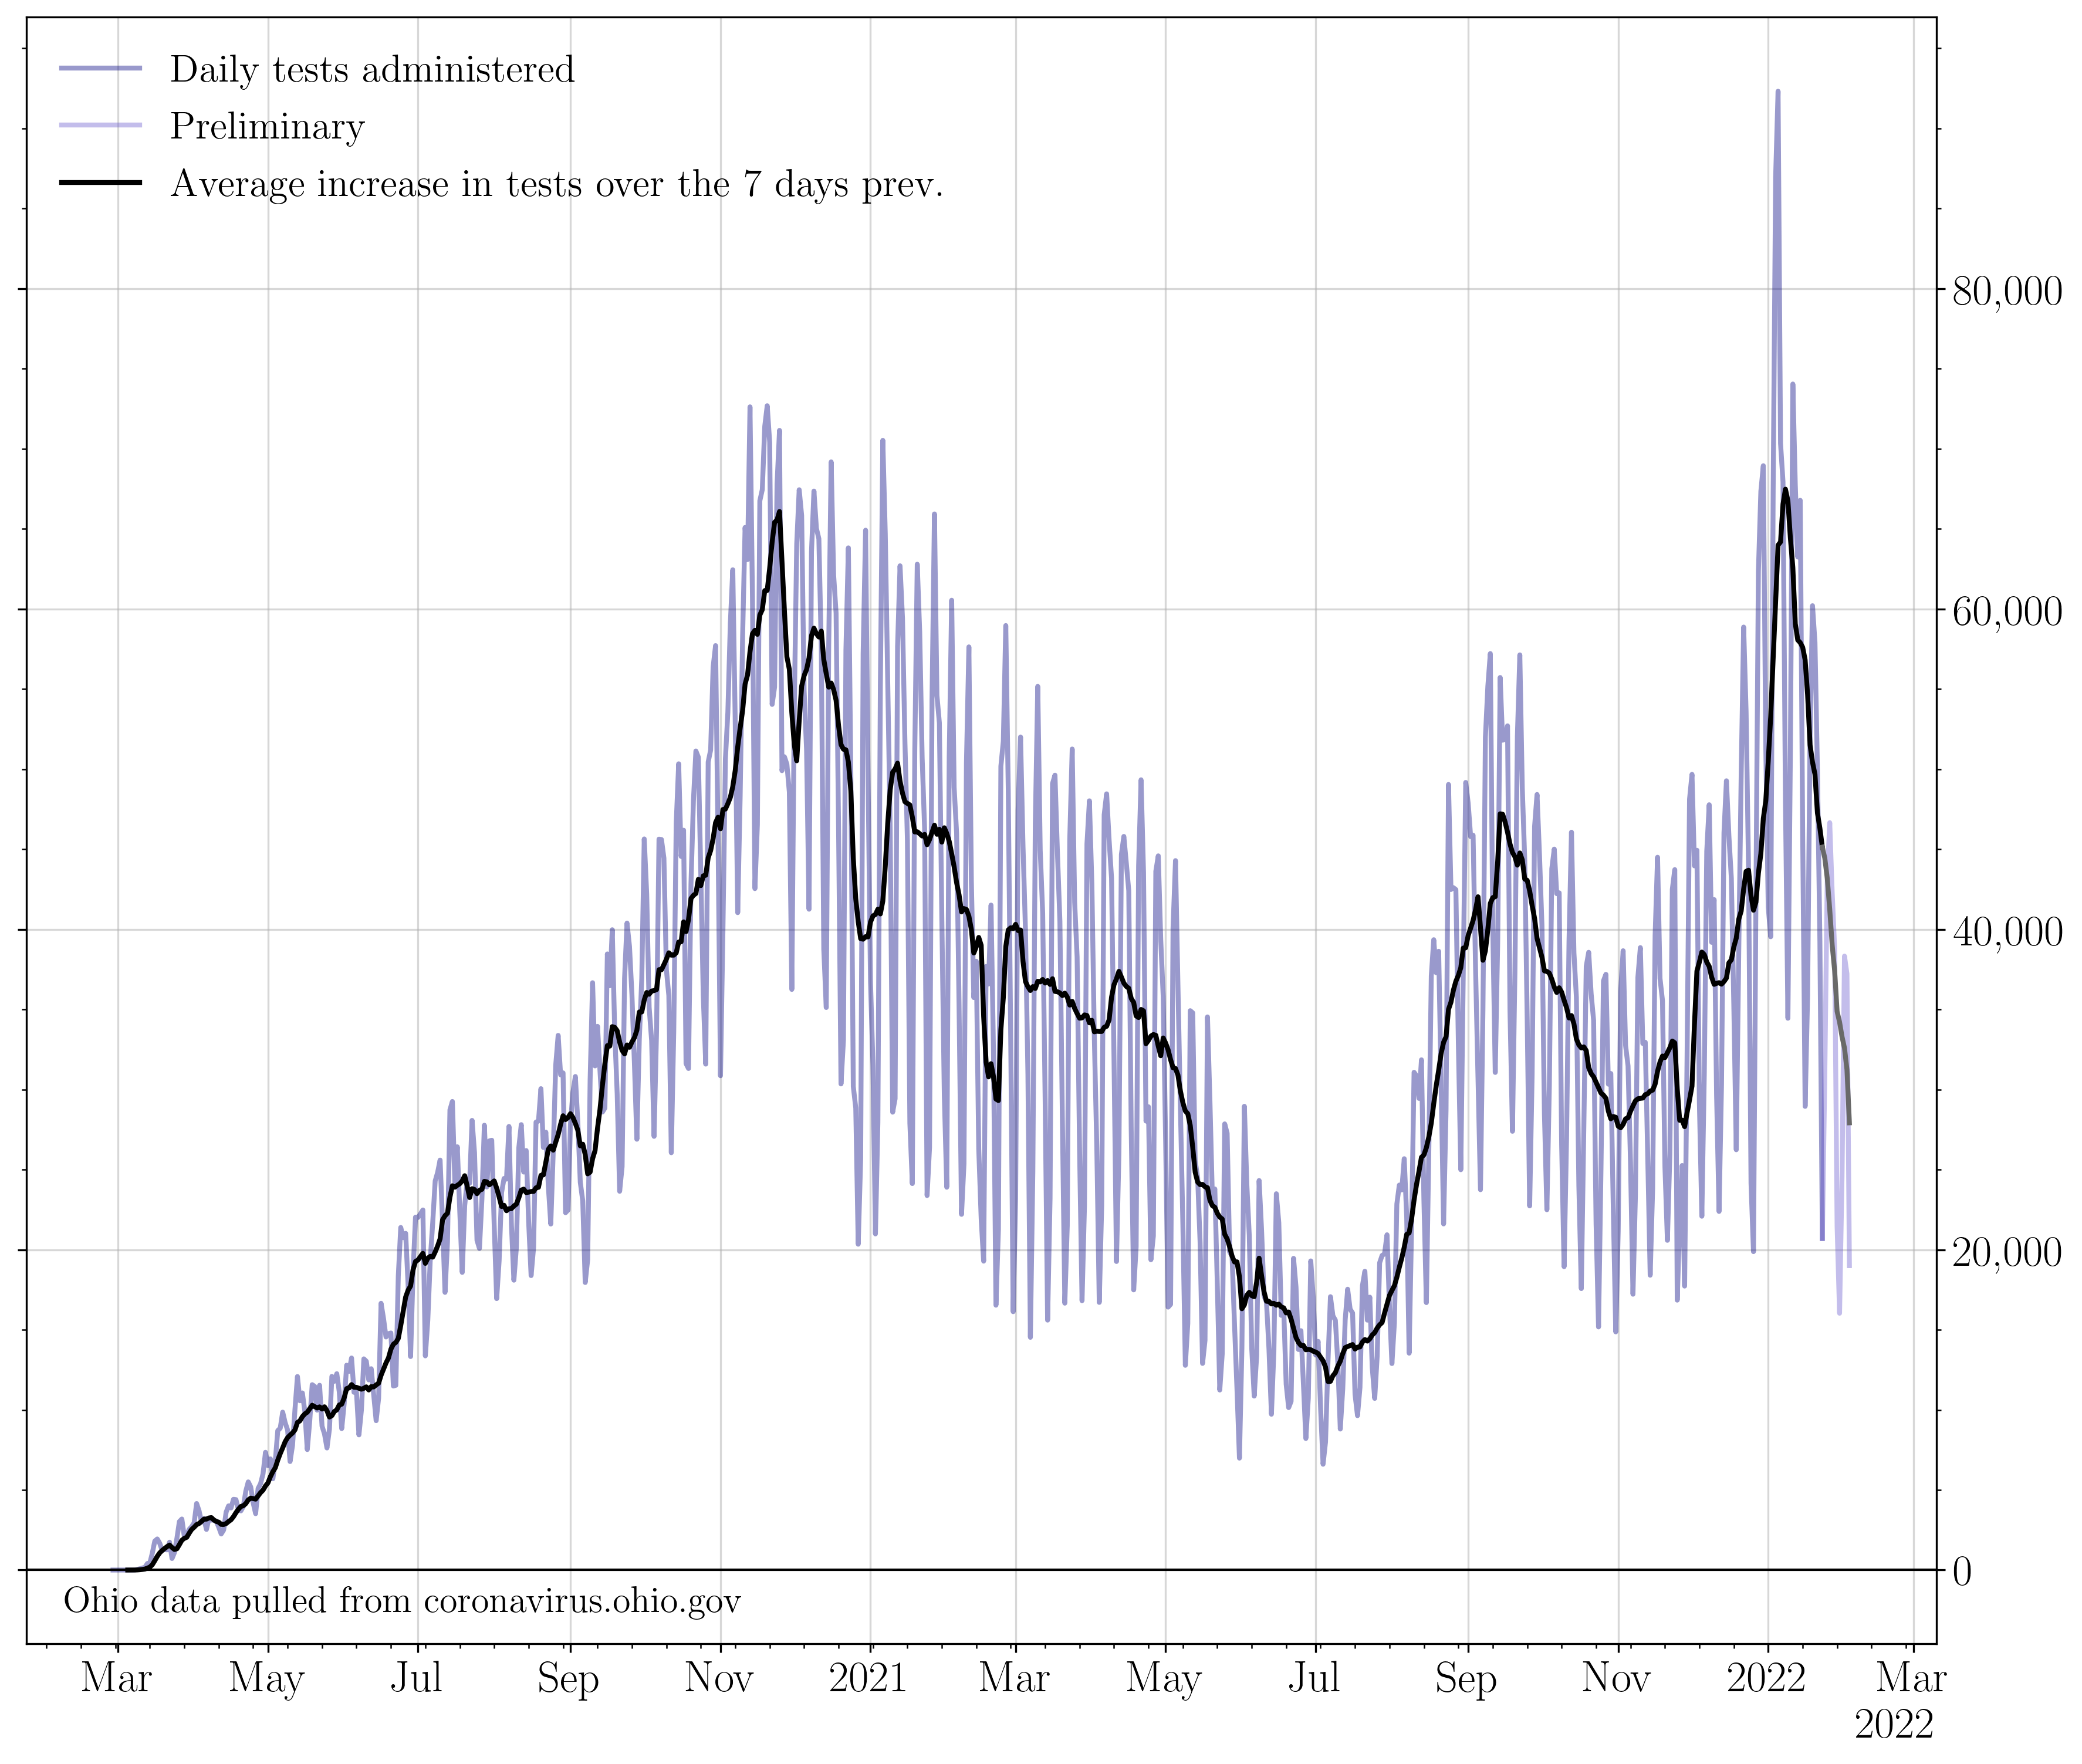 Daily tests administered
Preliminary
Average increase in tests over the 7 days prev.
80,000
60,000
40,000
20,000
0
Ohio data pulled from coronavirus.ohio.gov
Mar May Jul Sep Nov 2021 Mar May Jul Sep Nov 2022 Mar
2022